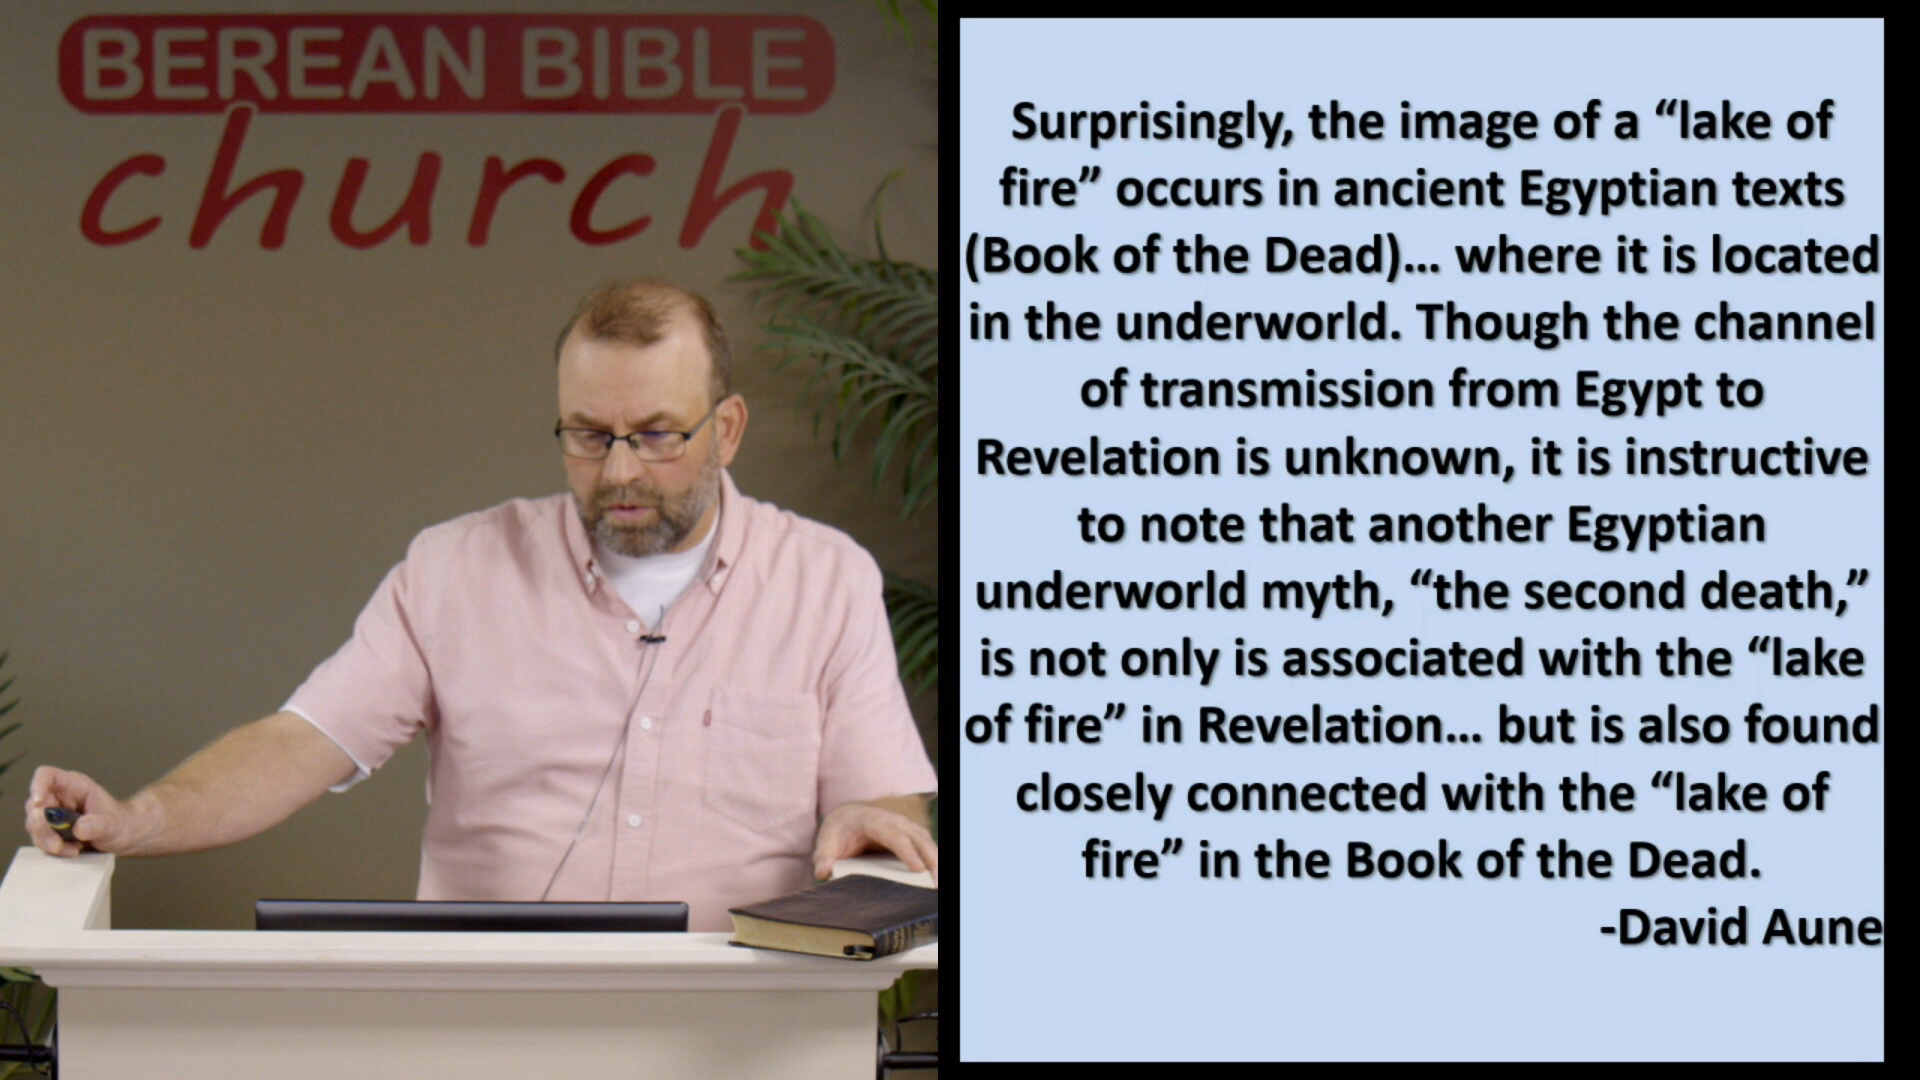 BEREAN BIBLE
church
Surprisingly, the image of a “lake of
fire” occurs in ancient Egyptian texts
(Book of the Dead)… where it is located
in the underworld. Though the channel
of transmission from Egypt to
Revelation is unknown, it is instructive
to note that another Egyptian
underworld myth, “the second death,”
is not only is associated with the “lake
of fire” in Revelation… but is also found
closely connected with the “lake of
fire” in the Book of the Dead.
-David Aune